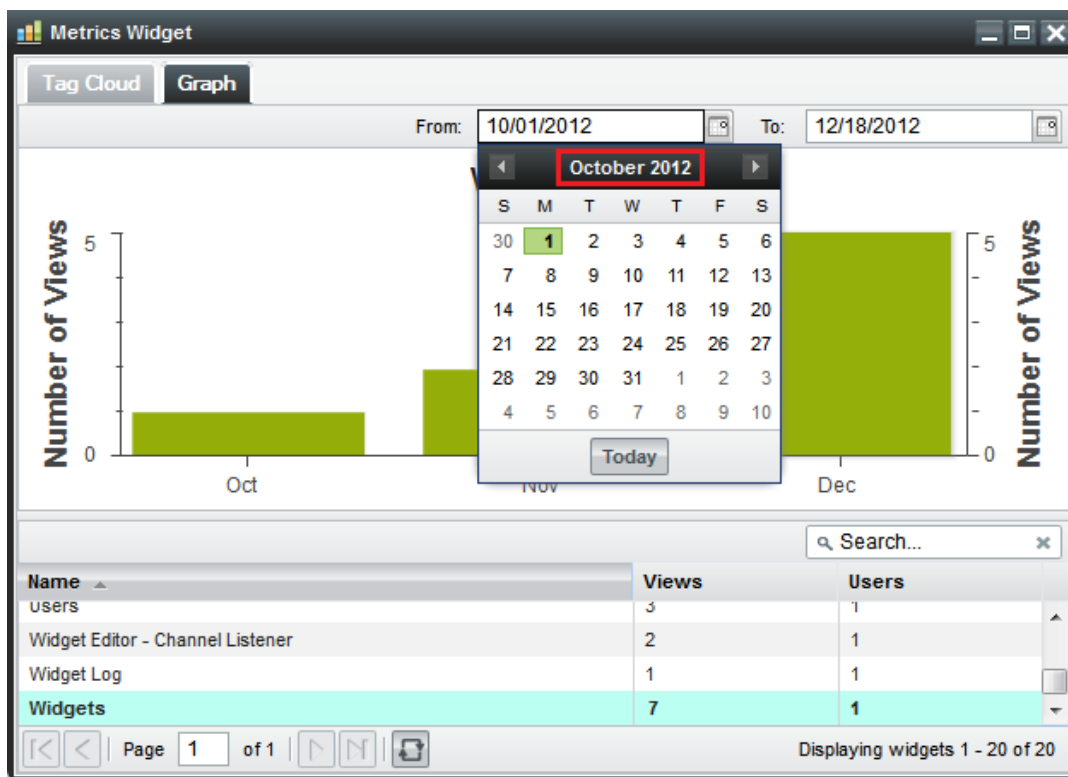 Metrics Widget
Tag Cloud Graph
From: 10/01/2012 To: 12/18/2012
October 2012
S M T W T F S
30 1 2 3 4 5 6
7 8 9 10 11 12 13
14 15 16 17 18 19 20
21 22 23 24 25 26 27
28 29 30 31 1 2 3
4 5 6 7 8 9 10
Today
Number of Views
5
0
Oct Nov Dec
5
0
Number of Views
Search...
Name Views Users
Users 3 1
Widget Editor - Channel Listener 2 1
Widget Log 1 1
Widgets 7 1
Page 1 of 1 Displaying widgets 1 - 20 of 20